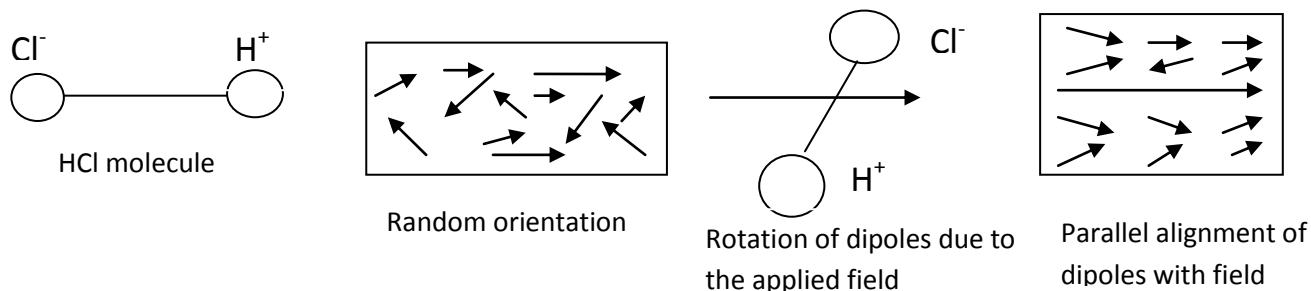 Cl⁻
H⁺
HCl molecule
Random orientation
Cl⁻
H⁺
Rotation of dipoles due to
the applied field
Parallel alignment of
dipoles with field